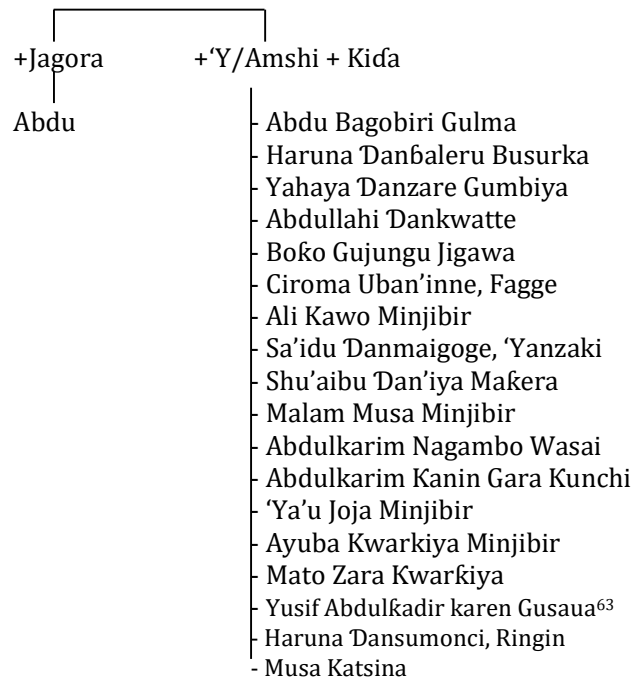 +Jagora +‘Y/Amshi + Kiɗa
Abdu
- Abdu Bagobiri Gulma
- Haruna Ɗanɓaleru Busurka
- Yahaya Ɗanzare Gumbiya
- Abdullahi Ɗankwatte
- Boƙo Gujungu Jigawa
- Ciroma Uban’inne, Fagge
- Ali Kawo Minjibir
- Sa’idu Ɗanmaigoge, ‘Yanzaki
- Shu’aibu Ɗan’iya Maƙera
- Malam Musa Minjibir
- Abdulkarim Nagambo Wasai
- Abdulkarim Ƙanin Gara Ƙunchi
- ‘Ya’u Joja Minjibir
- Ayuba Kwarkiya Minjibir
- Mato Zara Kwarƙiya
- Yusif Abdulƙadir karen Gusaua⁶³
- Haruna Ɗansumonci, Ringin
- Musa Katsina